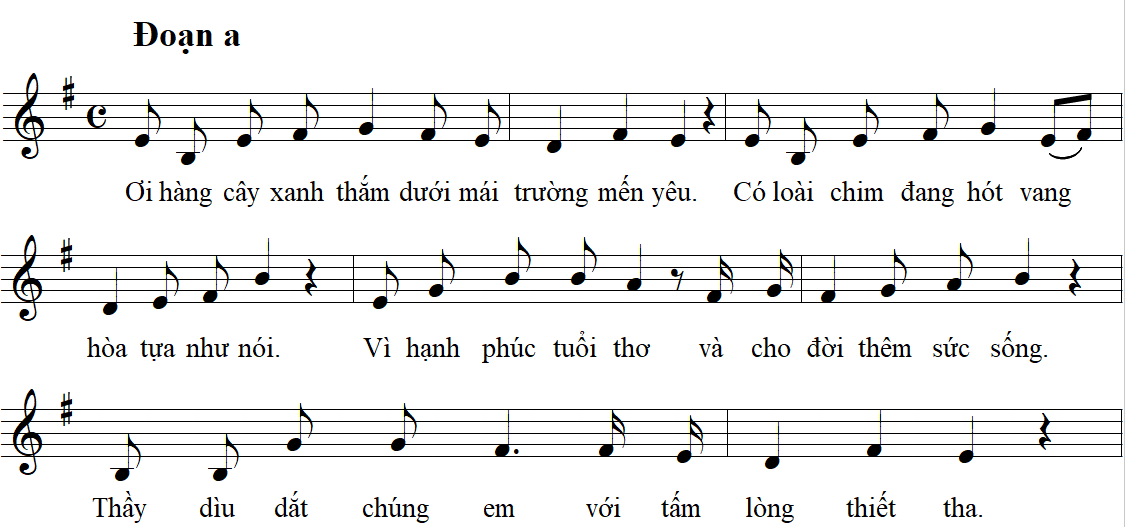 Đoạn a
Ơi hàng cây xanh thắm dưới mái trường mến yêu. Có loài chim đang hót vang
hòa tựa như nói. Vì hạnh phúc tuổi thơ và cho đời thêm sức sống.
Thầy dìu dắt chúng em với tấm lòng thiết tha.